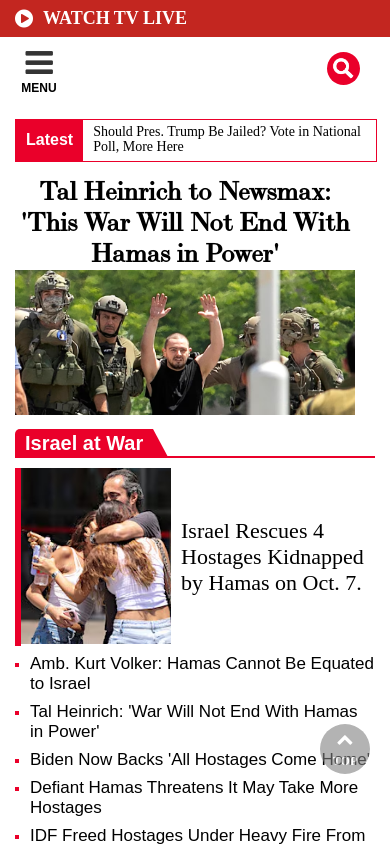 WATCH TV LIVE
MENU
Latest
Should Pres. Trump Be Jailed? Vote in National
Poll, More Here
Tal Heinrich to Newsmax:
'This War Will Not End With
Hamas in Power'
Israel at War
Israel Rescues 4
Hostages Kidnapped
by Hamas on Oct. 7.
Amb. Kurt Volker: Hamas Cannot Be Equated
to Israel
Tal Heinrich: 'War Will Not End With Hamas
in Power'
Biden Now Backs 'All Hostages Come Home'
TOP
Defiant Hamas Threatens It May Take More
Hostages
IDF Freed Hostages Under Heavy Fire From